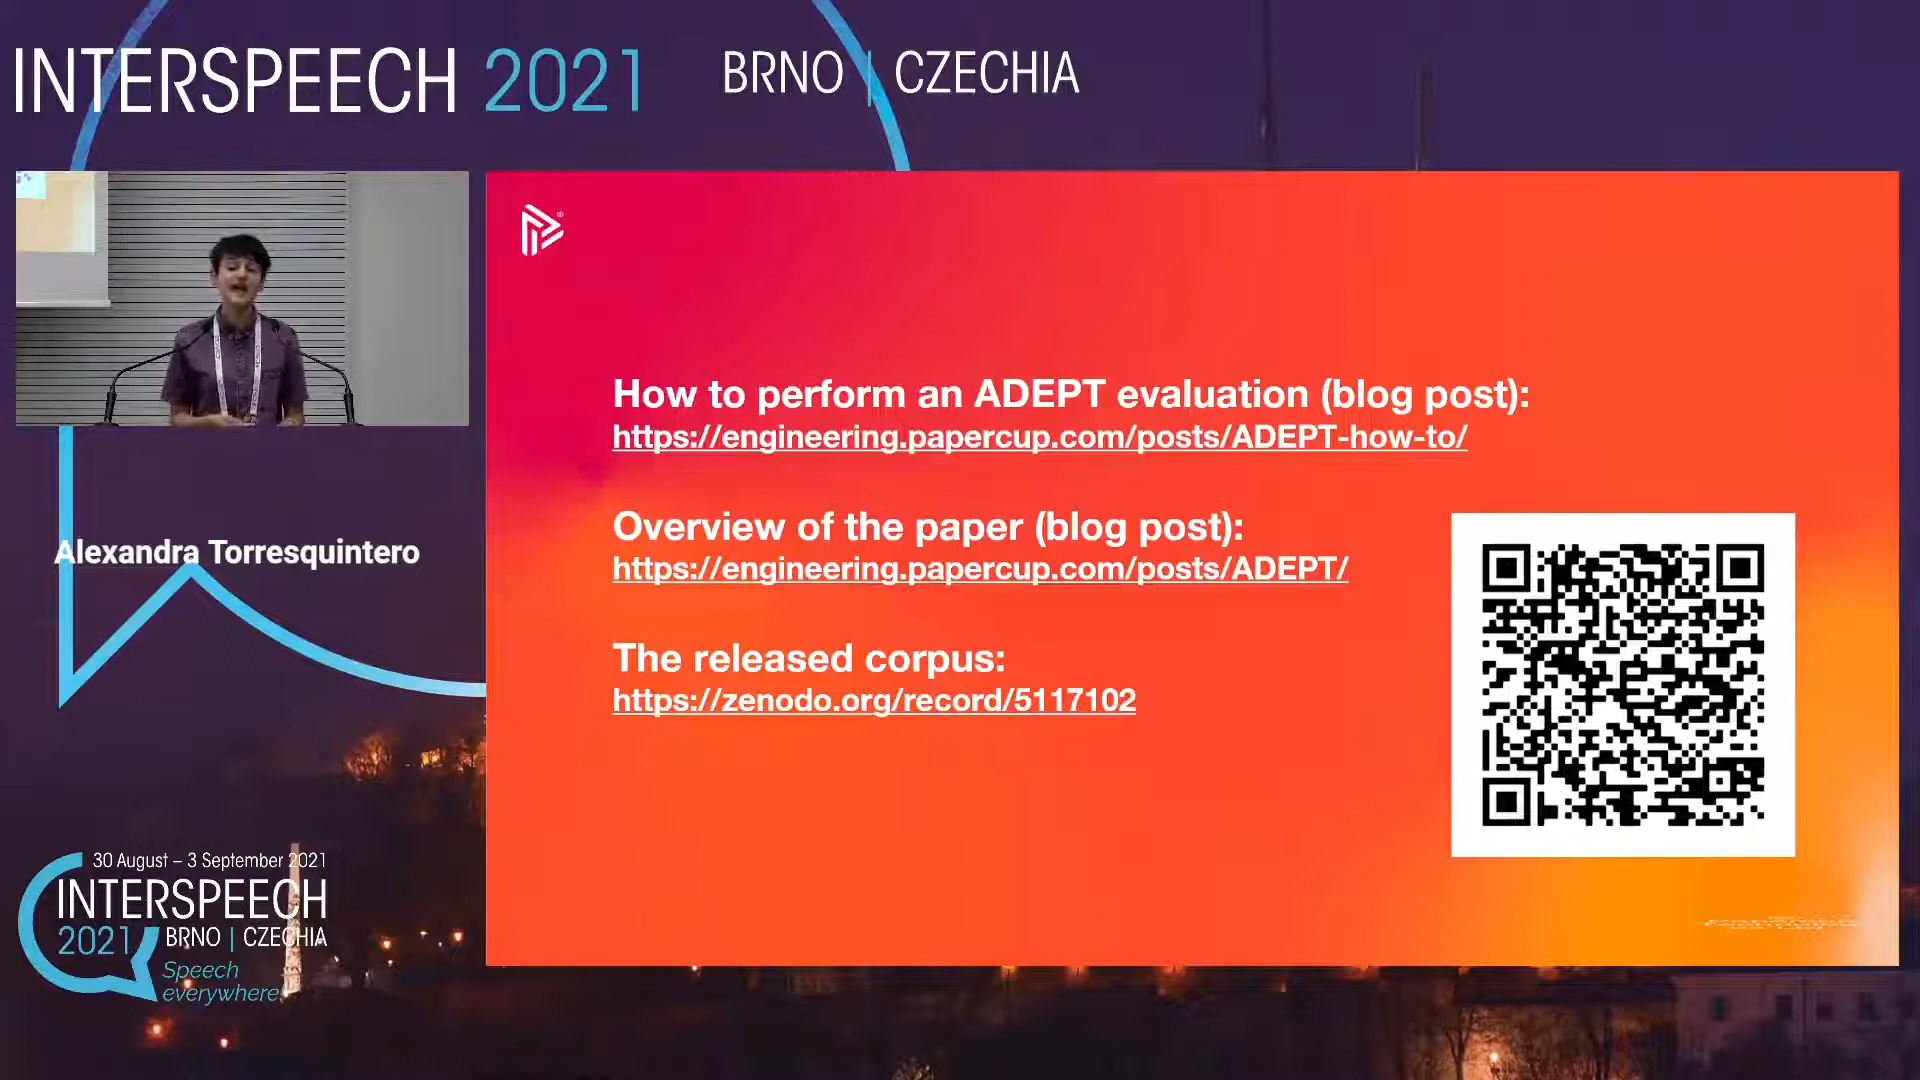 INTERSPEECH 2021
BRNO | CZECHIA
How to perform an ADEPT evaluation (blog post):
https://engineering.papercup.com/posts/ADEPT-how-to/
Overview of the paper (blog post):
https://engineering.papercup.com/posts/ADEPT/
The released corpus:
https://zenodo.org/record/5117102
Alexandra Torresquintero
30 August – 3 September 2021
INTERSPEECH
2021 BRNO | CZECHIA
Speech
everywhere